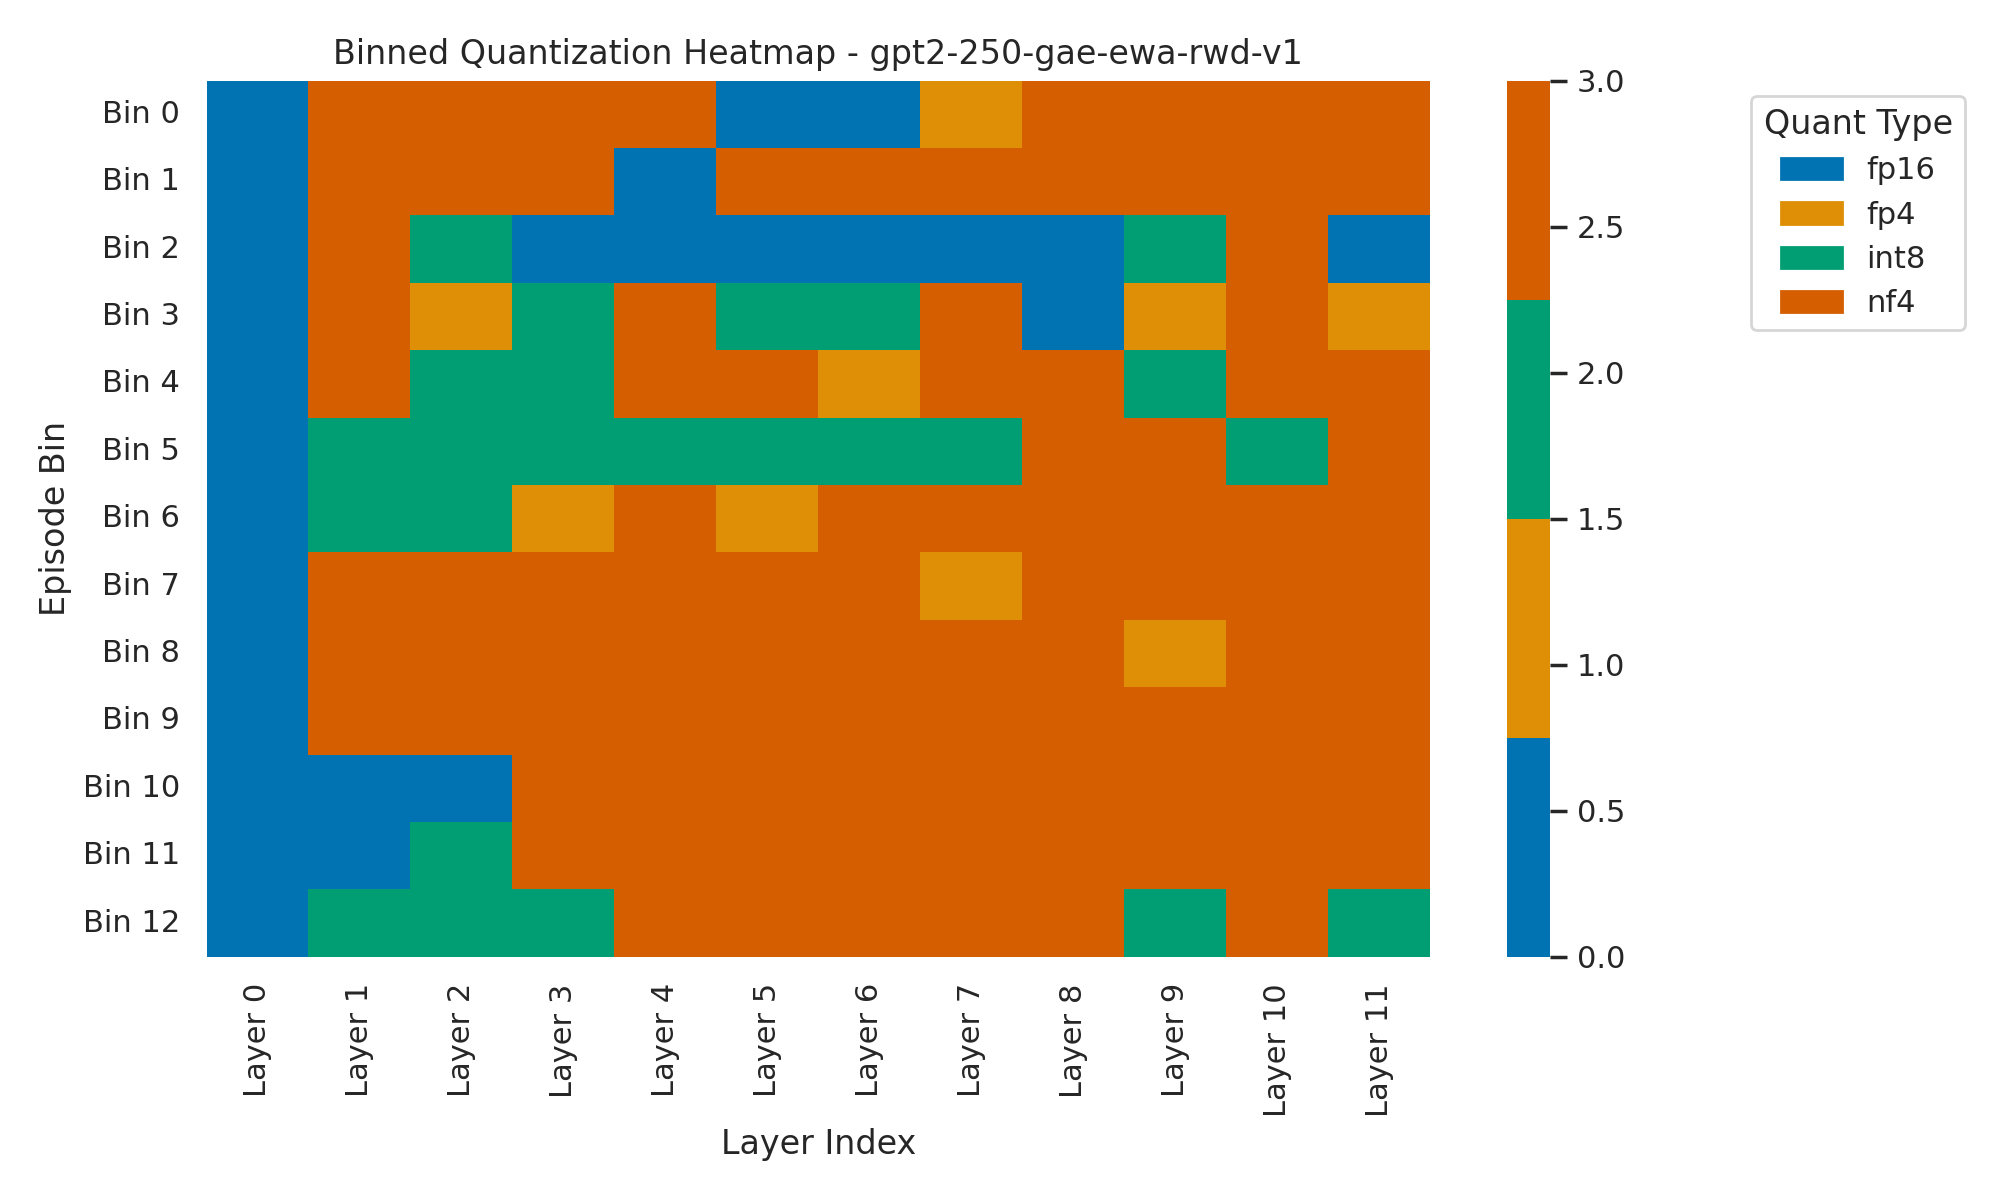 Binned Quantization Heatmap - gpt2-250-gae-ewa-rwd-v1
Episode Bin
Bin 0
Bin 1
Bin 2
Bin 3
Bin 4
Bin 5
Bin 6
Bin 7
Bin 8
Bin 9
Bin 10
Bin 11
Bin 12
Layer 0
Layer 1
Layer 2
Layer 3
Layer 4
Layer 5
Layer 6
Layer 7
Layer 8
Layer 9
Layer 10
Layer 11
Layer Index
3.0
2.5
2.0
1.5
1.0
0.5
0.0
Quant Type
fp16
fp4
int8
nf4